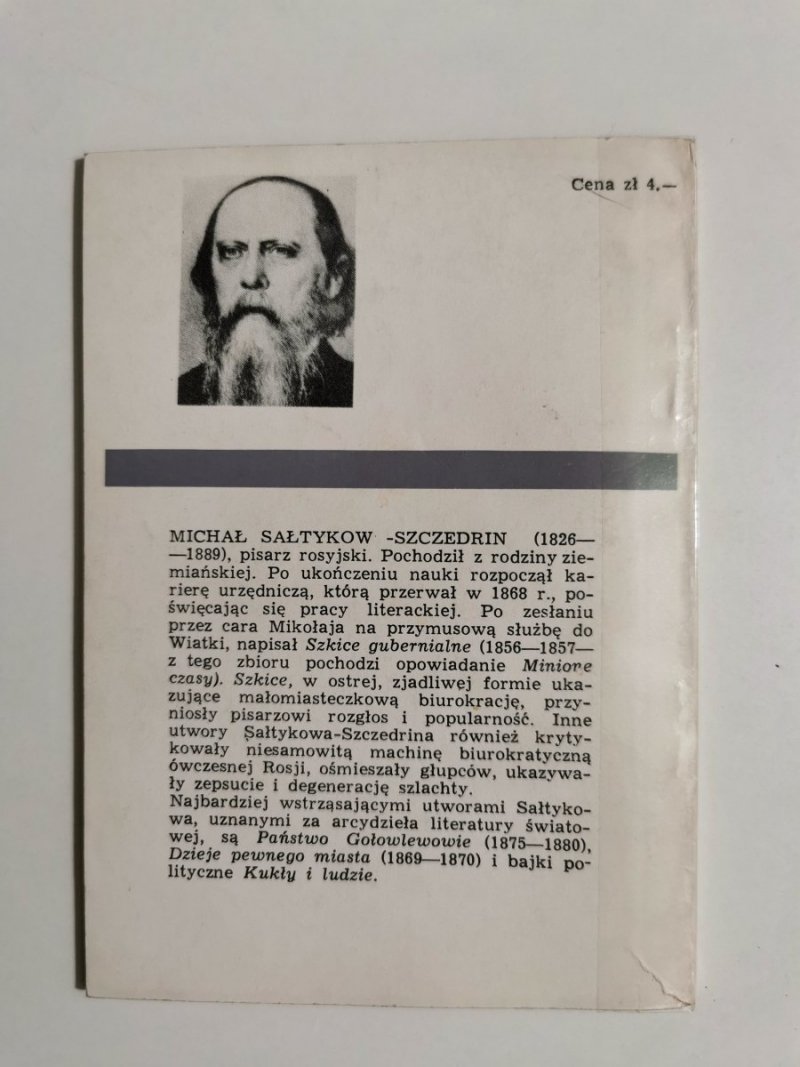 Cena zł 4.—
MICHAŁ SAŁTYKOW -SZCZEDRIN (1826—
—1889), pisarz rosyjski. Pochodził z rodziny zie-
miańskiej. Po ukończeniu nauki rozpoczął ka-
rierę urzędniczą, którą przerwał w 1868 r., po-
święcając się pracy literackiej. Po zesłaniu
przez cara Mikołaja na przymusową służbę do
Wiatki, napisał Szkice gubernialne (1856—1857—
z tego zbioru pochodzi opowiadanie Minione
czasy). Szkice, w ostrej, zjadliwej formie uka-
zujące małomiasteczkową biurokrację, przy-
niosły pisarzowi rozgłos i popularność. Inne
utwory Sałtykowa-Szczedrina również kryty-
kowały niesamowitą machinę biurokratyczną
ówczesnej Rosji, ośmieszały głupców, ukazywa-
ły zepsucie i degenerację szlachty.
Najbardziej wstrząsającymi utworami Sałtyko-
wa, uznanymi za arcydzieła literatury świato-
wej, są Państwo Gołowlewowie (1875—1880),
Dzieje pewnego miasta (1869—1870) i bajki po-
lityczne Kukły i ludzie.